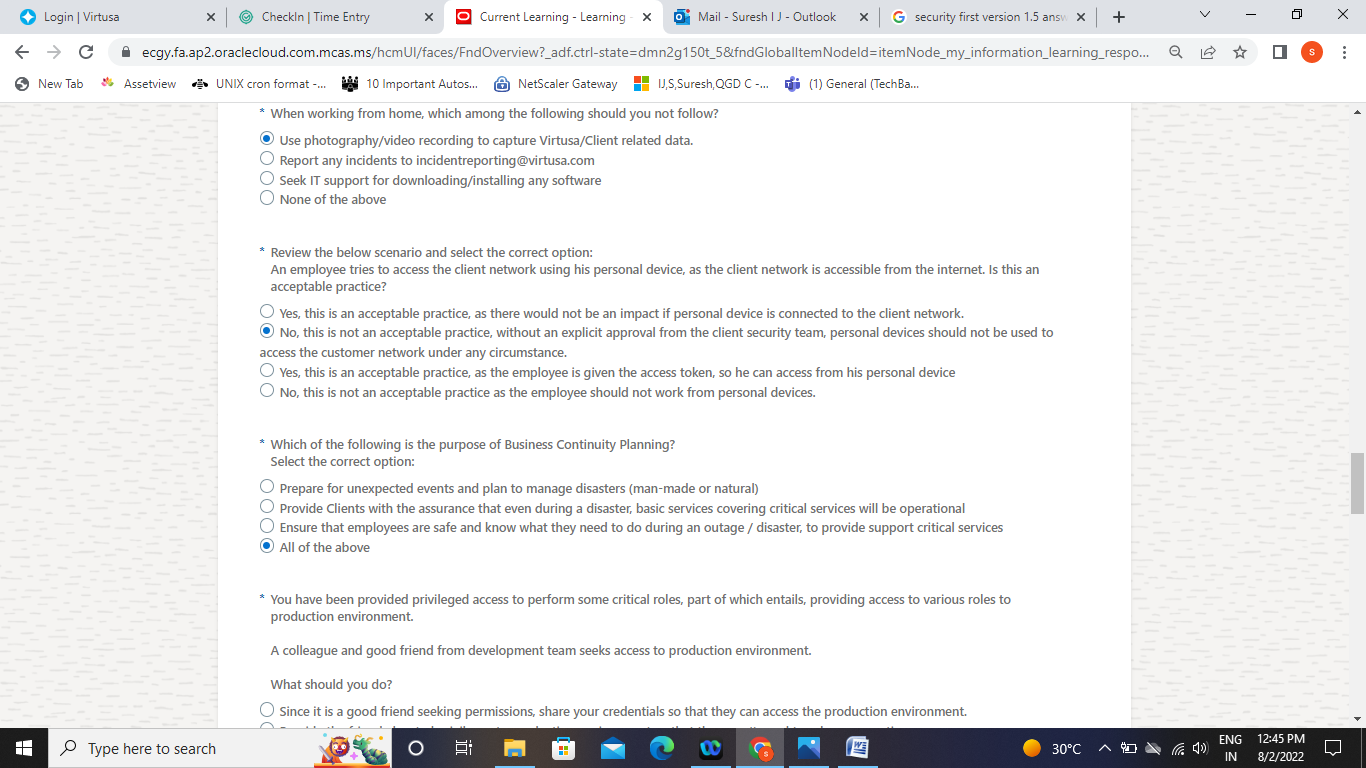 Login | Virtusa
CheckIn | Time Entry
Current Learning - Learning
Mail - Suresh I J - Outlook
security first version 1.5 answ
ecgy.fa.ap2.oraclecloud.com.mcas.ms/hcmUI/faces/FndOverview?_adf.ctrl-state=dmn2g150t_5&fndGlobalItemNodeId=itemNode_my_information_learning_respo...
S
New Tab
Assetview
UNIX cron format -...
10 Important Autos...
NetScaler Gateway
IJ,S,Suresh,QGD C -...
(1) General (TechBa...
* When working from home, which among the following should you not follow?
Use photography/video recording to capture Virtusa/Client related data.
Report any incidents to incidentreporting@virtusa.com
Seek IT support for downloading/installing any software
None of the above
* Review the below scenario and select the correct option:
An employee tries to access the client network using his personal device, as the client network is accessible from the internet. Is this an
acceptable practice?
Yes, this is an acceptable practice, as there would not be an impact if personal device is connected to the client network.
No, this is not an acceptable practice, without an explicit approval from the client security team, personal devices should not be used to
access the customer network under any circumstance.
Yes, this is an acceptable practice, as the employee is given the access token, so he can access from his personal device
No, this is not an acceptable practice as the employee should not work from personal devices.
* Which of the following is the purpose of Business Continuity Planning?
Select the correct option:
Prepare for unexpected events and plan to manage disasters (man-made or natural)
Provide Clients with the assurance that even during a disaster, basic services covering critical services will be operational
Ensure that employees are safe and know what they need to do during an outage / disaster, to provide support critical services
All of the above
* You have been provided privileged access to perform some critical roles, part of which entails, providing access to various roles to
production environment.
A colleague and good friend from development team seeks access to production environment.
What should you do?
Since it is a good friend seeking permissions, share your credentials so that they can access the production environment.
Type here to search
30°C
ENG
IN
12:45 PM
8/2/2022